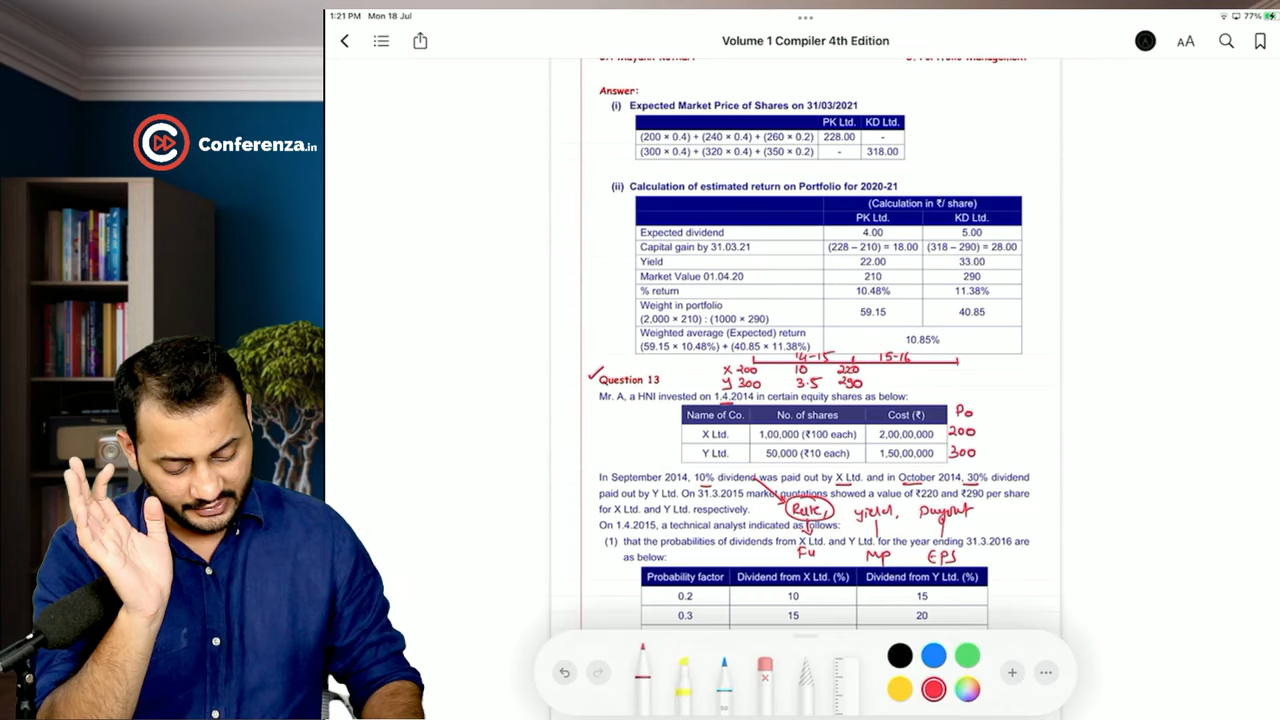 1:21 PM Mon 18 Jul
77%
Volume 1 Compiler 4th Edition
AA
Conferenza.in
Answer:
(i) Expected Market Price of Shares on 31/03/2021
PK Ltd. KD Ltd.
(200 × 0.4) + (240 × 0.4) + (260 × 0.2) 228.00 -
(300 × 0.4) + (320 × 0.4) + (350 × 0.2) - 318.00
(ii) Calculation of estimated return on Portfolio for 2020-21
(Calculation in ₹/ share)
PK Ltd. KD Ltd.
Expected dividend 4.00 5.00
Capital gain by 31.03.21 (228 – 210) = 18.00 (318 – 290) = 28.00
Yield 22.00 33.00
Market Value 01.04.20 210 290
% return 10.48% 11.38%
Weight in portfolio
(2,000 × 210) : (1000 × 290) 59.15 40.85
Weighted average (Expected) return
(59.15 × 10.48%) + (40.85 × 11.38%) 10.85%
14-15 15-16
X 200 10 220
Y 300 3.5 290
Question 13
Mr. A, a HNI invested on 1.4.2014 in certain equity shares as below:
Name of Co. No. of shares Cost (₹) P0
X Ltd. 1,00,000 (₹100 each) 2,00,00,000 200
Y Ltd. 50,000 (₹10 each) 1,50,00,000 300
In September 2014, 10% dividend was paid out by X Ltd. and in October 2014, 30% dividend
paid out by Y Ltd. On 31.3.2015 market quotations showed a value of ₹220 and ₹290 per share
for X Ltd. and Y Ltd. respectively.
Rate, yield, payout
On 1.4.2015, a technical analyst indicated as follows:
(1) that the probabilities of dividends from X Ltd. and Y Ltd. for the year ending 31.3.2016 are
as below:
FV MP EPS
Probability factor Dividend from X Ltd. (%) Dividend from Y Ltd. (%)
0.2 10 15
0.3 15 20
50